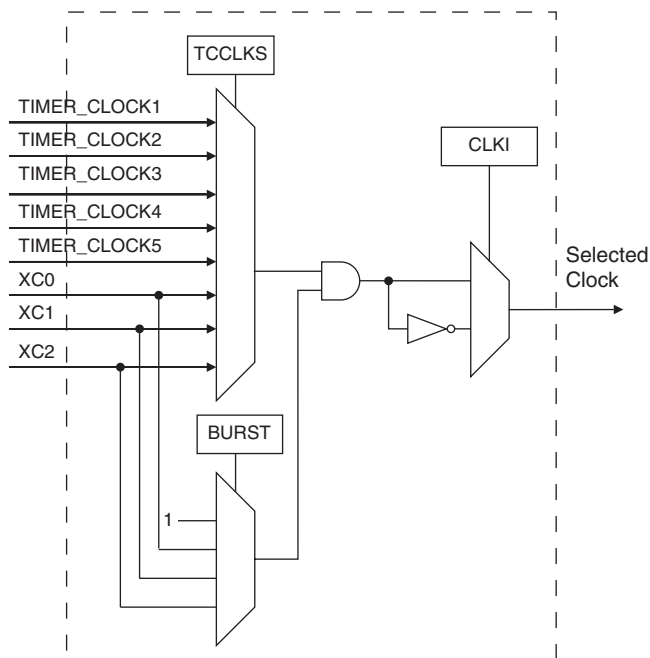 TCCLKS
TIMER_CLOCK1
TIMER_CLOCK2
TIMER_CLOCK3
TIMER_CLOCK4
TIMER_CLOCK5
XC0
XC1
XC2
CLKI
Selected
Clock
BURST
1